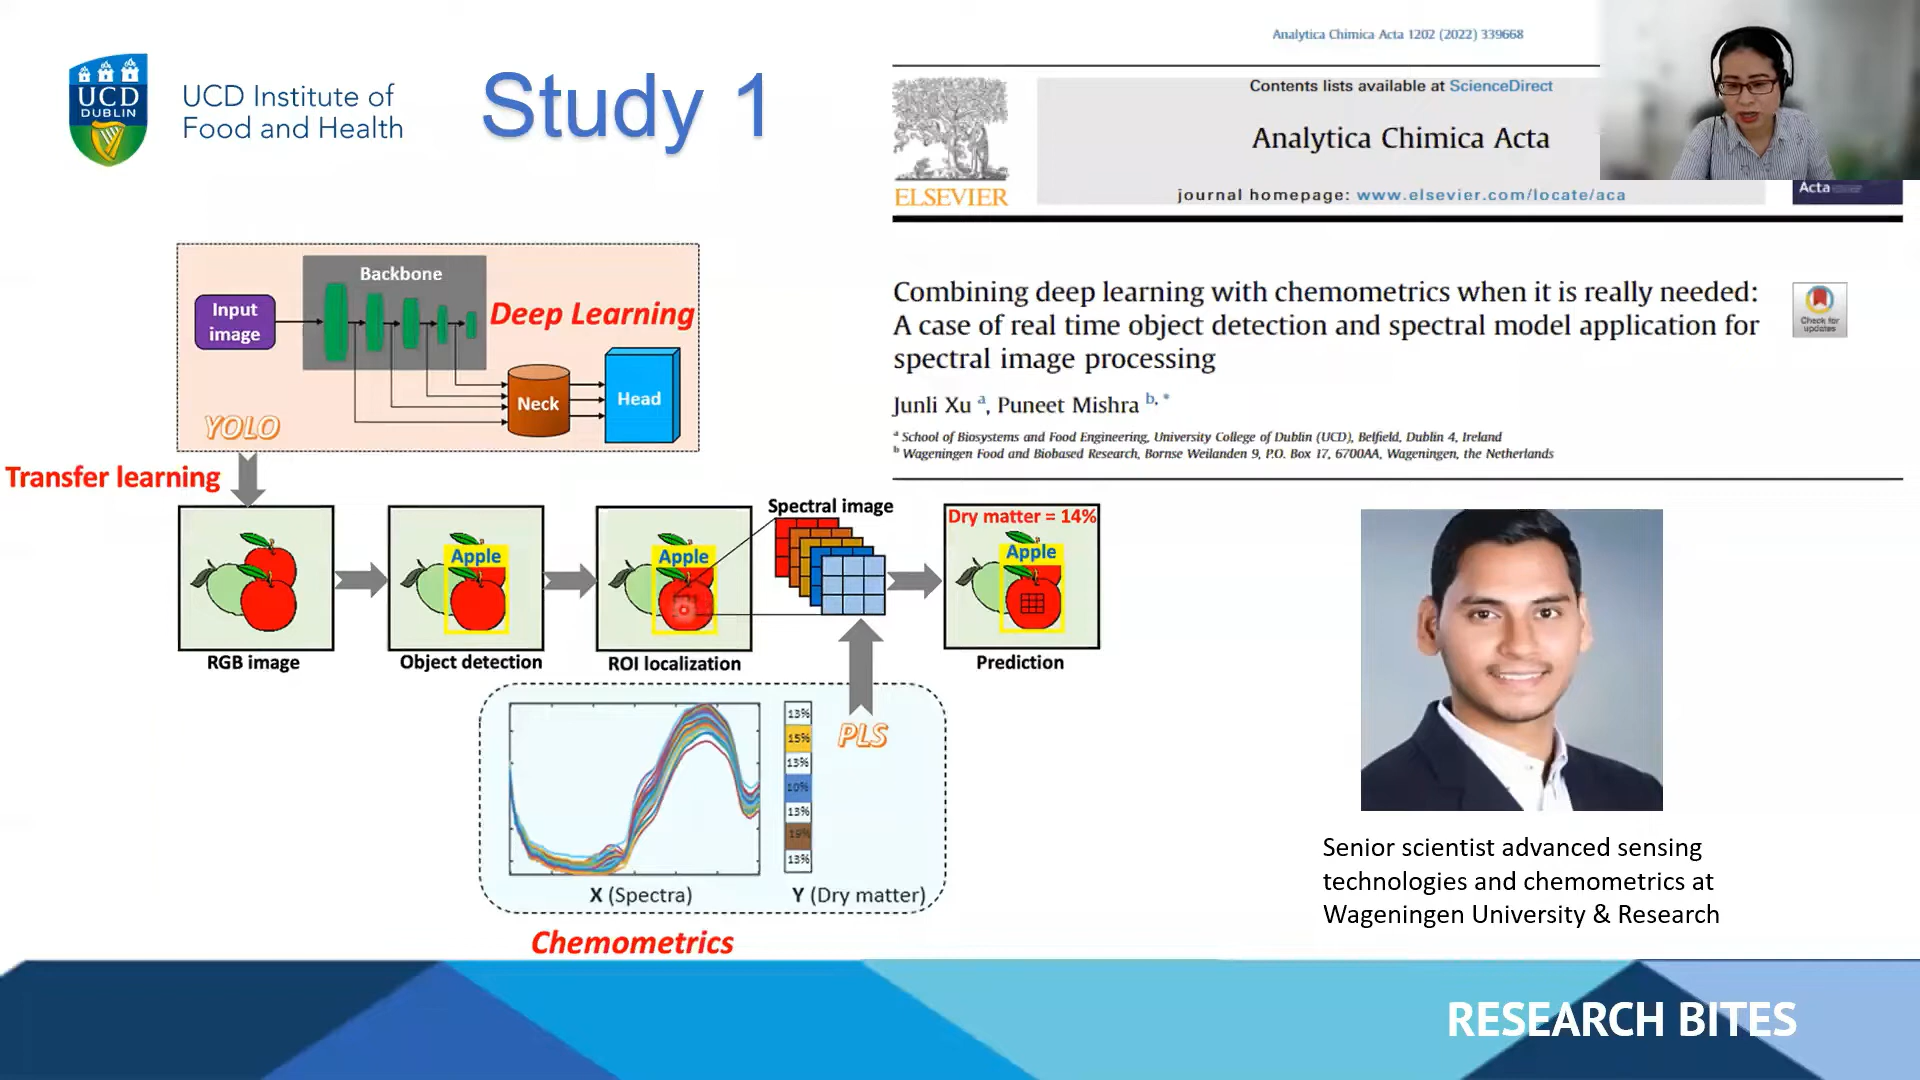 UCD
DUBLIN
UCD Institute of
Food and Health
Study 1
Analytica Chimica Acta 1202 (2022) 339668
Contents lists available at ScienceDirect
Analytica Chimica Acta
journal homepage: www.elsevier.com/locate/aca
ELSEVIER
Acta
Combining deep learning with chemometrics when it is really needed:
A case of real time object detection and spectral model application for
spectral image processing
Check for
updates
Junli Xu a, Puneet Mishra b, *
a School of Biosystems and Food Engineering, University College of Dublin (UCD), Belfield, Dublin 4, Ireland
b Wageningen Food and Biobased Research, Bornse Weilanden 9, P.O. Box 17, 6700AA, Wageningen, the Netherlands
Backbone
Input
image
Deep Learning
Neck
Head
YOLO
Transfer learning
Spectral image
Dry matter = 14%
Apple
Apple
Apple
RGB image
Object detection
ROI localization
Prediction
PLS
13%
15%
13%
10%
13%
19%
13%
X (Spectra)
Y (Dry matter)
Chemometrics
Senior scientist advanced sensing
technologies and chemometrics at
Wageningen University & Research
RESEARCH BITES